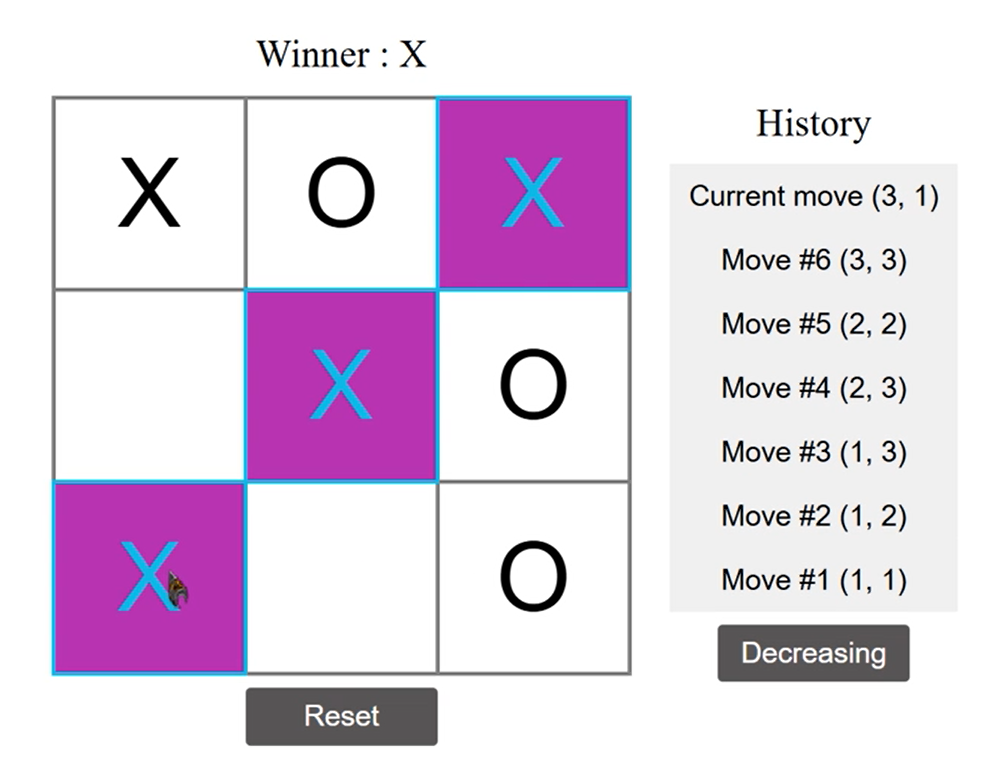 Winner : X
X O X
X O
X O
Reset
History
Current move (3, 1)
Move #6 (3, 3)
Move #5 (2, 2)
Move #4 (2, 3)
Move #3 (1, 3)
Move #2 (1, 2)
Move #1 (1, 1)
Decreasing